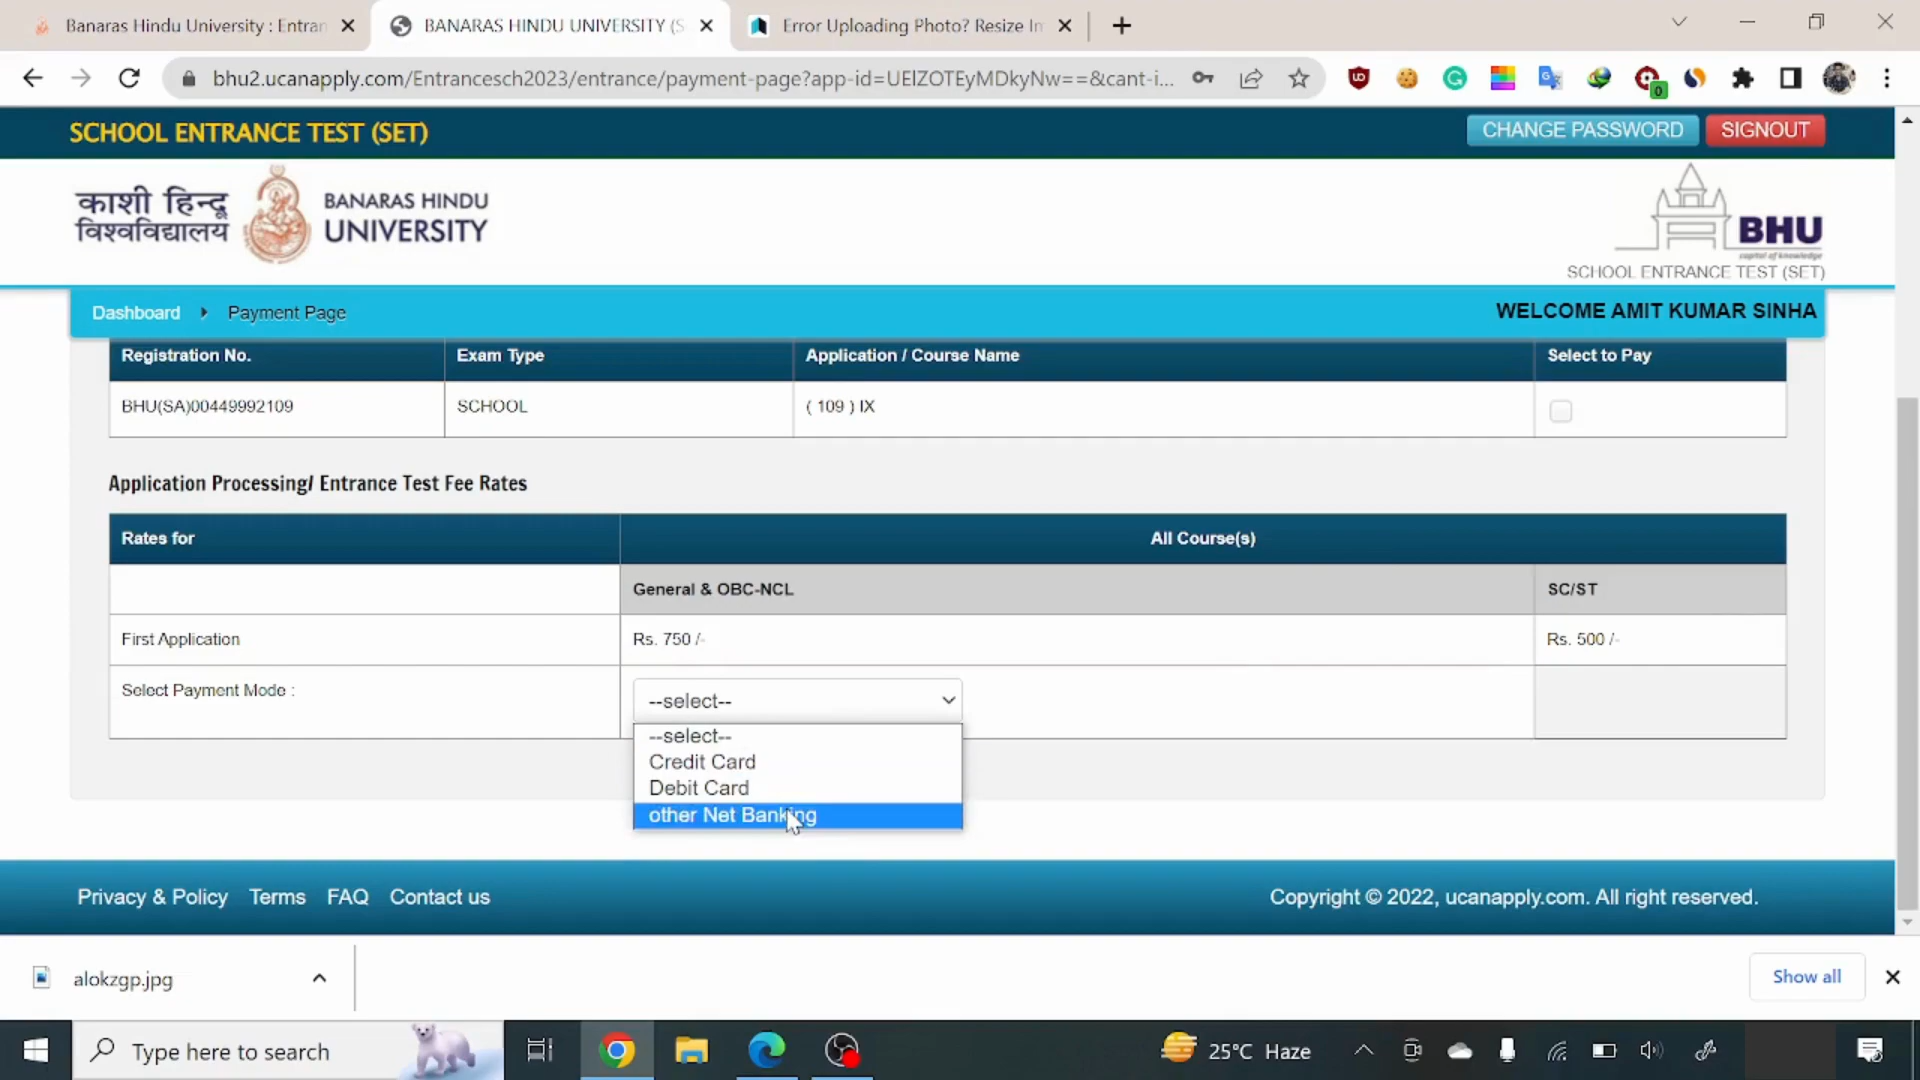 Banaras Hindu University : Entran
BANARAS HINDU UNIVERSITY (S
Error Uploading Photo? Resize Im
bhu2.ucanapply.com/Entrancesch2023/entrance/payment-page?app-id=UElZOTEyMDkyNw==&cant-i...
0
SCHOOL ENTRANCE TEST (SET)
CHANGE PASSWORD
SIGNOUT
काशी हिन्दू
विश्वविद्यालय
BANARAS HINDU
UNIVERSITY
BHU
capital of knowledge
SCHOOL ENTRANCE TEST (SET)
Dashboard
Payment Page
WELCOME AMIT KUMAR SINHA
Registration No.
Exam Type
Application / Course Name
Select to Pay
BHU(SA)00449992109
SCHOOL
( 109 ) IX
Application Processing/ Entrance Test Fee Rates
Rates for
All Course(s)
General & OBC-NCL
SC/ST
First Application
Rs. 750 /-
Rs. 500 /-
Select Payment Mode :
--select--
--select--
Credit Card
Debit Card
other Net Banking
Privacy & Policy
Terms
FAQ
Contact us
Copyright © 2022, ucanapply.com. All right reserved.
alokzgp.jpg
Show all
Type here to search
25°C Haze